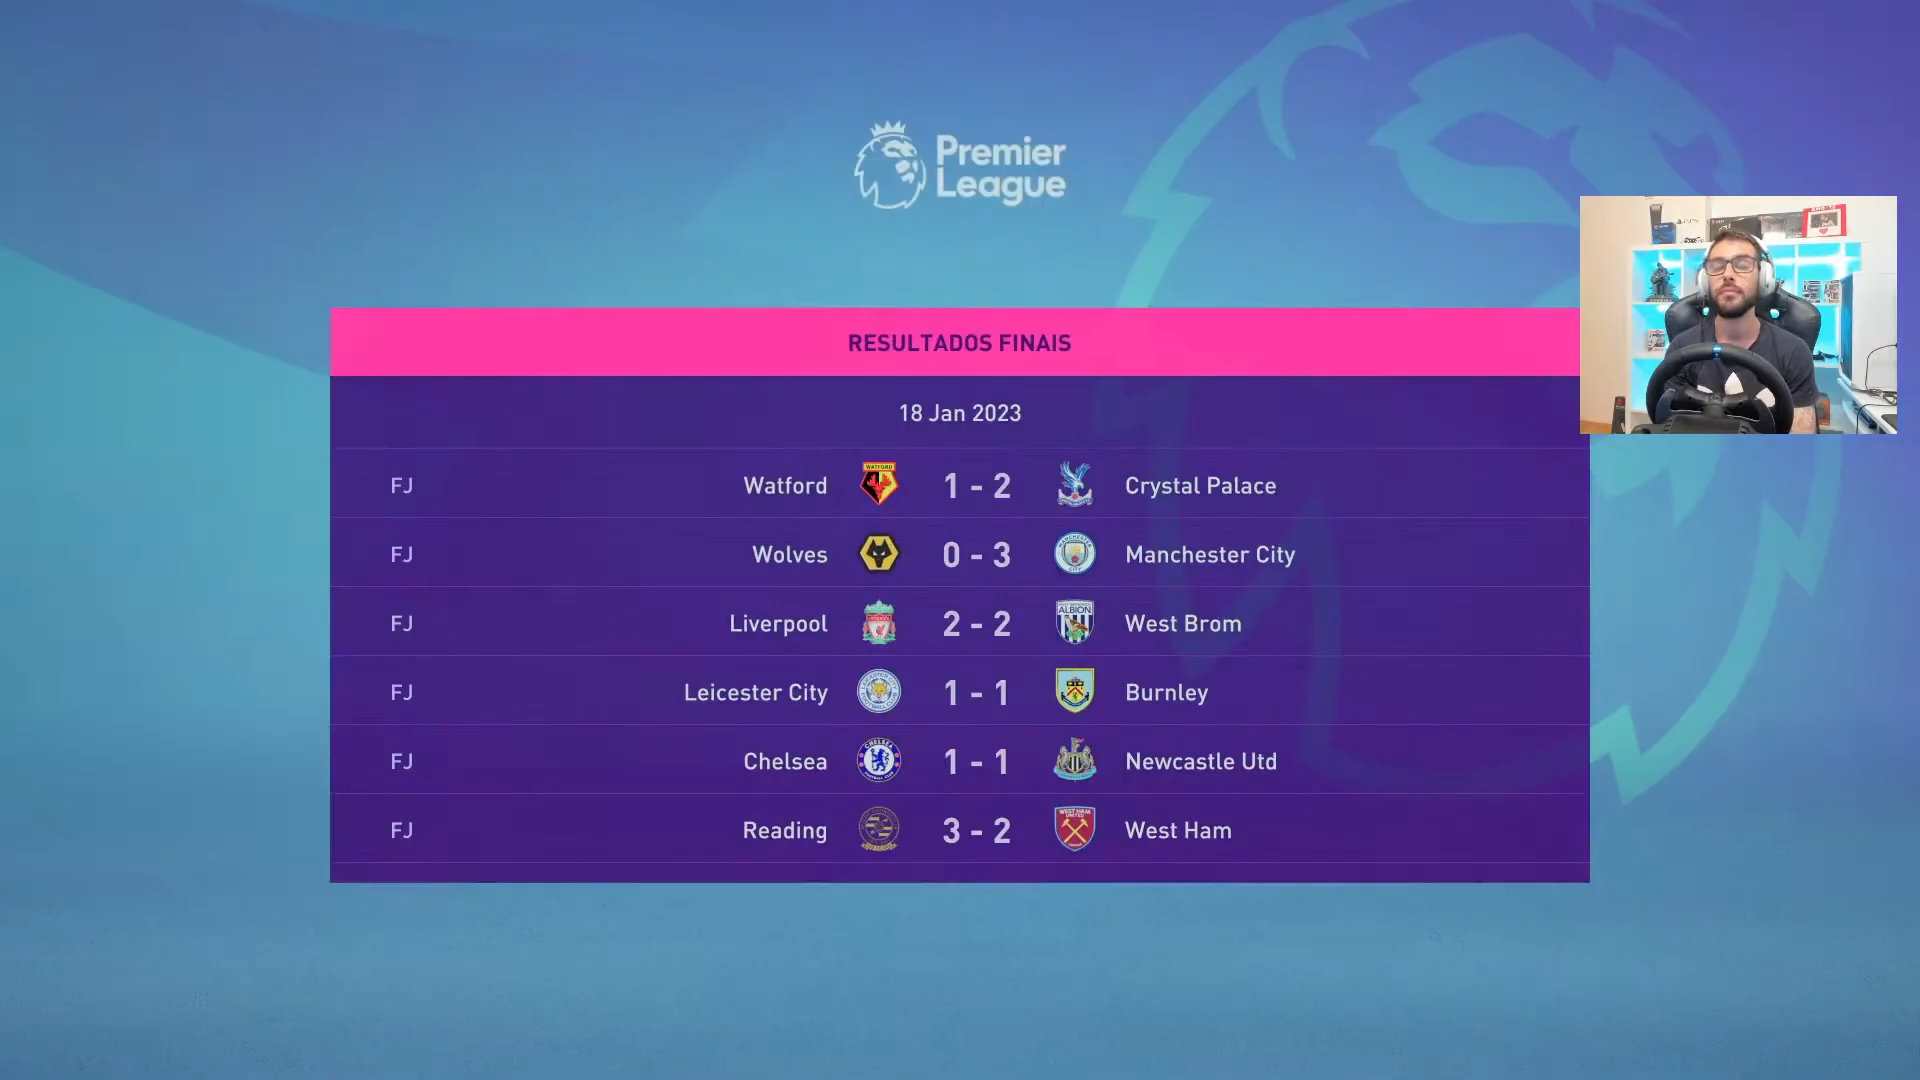 Premier
League
RESULTADOS FINAIS
18 Jan 2023
FJ Watford 1 - 2 Crystal Palace
FJ Wolves 0 - 3 Manchester City
FJ Liverpool 2 - 2 West Brom
FJ Leicester City 1 - 1 Burnley
FJ Chelsea 1 - 1 Newcastle Utd
FJ Reading 3 - 2 West Ham